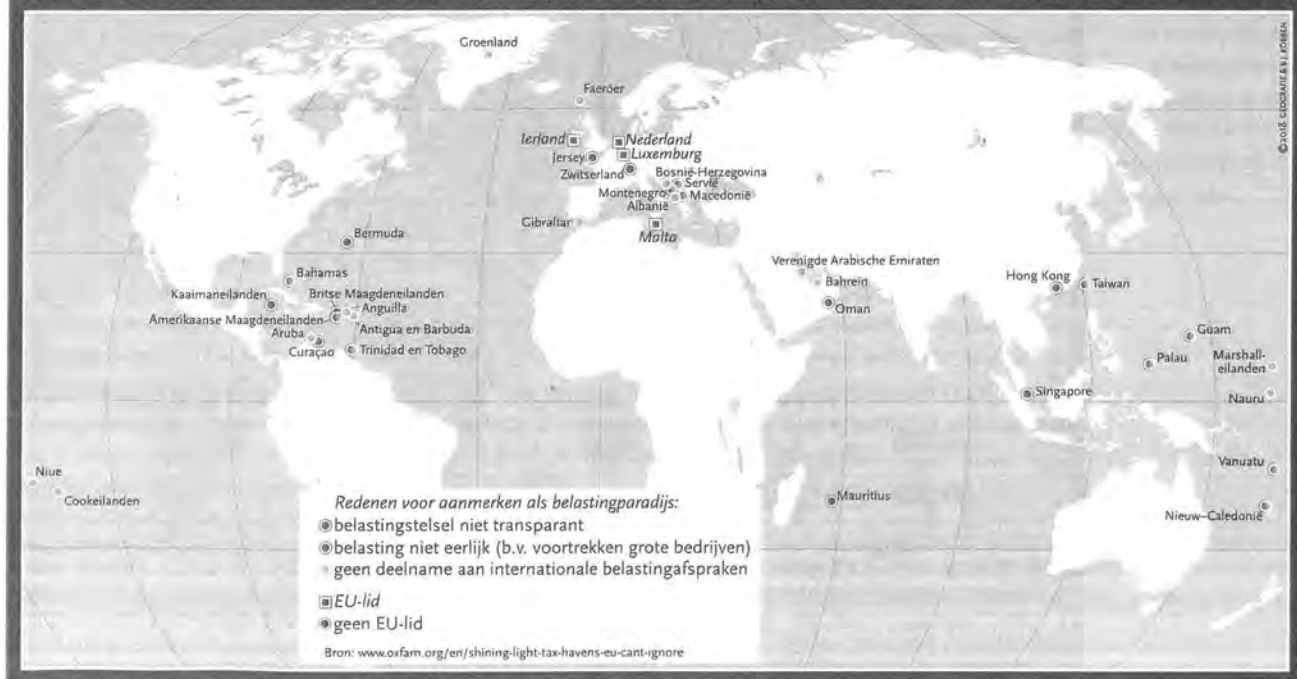 Groenland
Faeröer
Ierland
Nederland
Luxemburg
Jersey
Zwitserland
Bosnië-Herzegovina
Servië
Montenegro
Macedonië
Albanië
Gibraltar
Malta
Bermuda
Bahamas
Kaaimaneilanden
Britse Maagdeneilanden
Anguilla
Amerikaanse Maagdeneilanden
Antigua en Barbuda
Aruba
Curaçao
Trinidad en Tobago
Verenigde Arabische Emiraten
Bahrein
Oman
Hong Kong
Taiwan
Guam
Palau
Marshall-
eilanden
Singapore
Nauru
Niue
Cookeilanden
Vanuatu
Mauritius
Nieuw-Caledonië
Redenen voor aanmerken als belastingparadijs:
belastingstelsel niet transparant
belasting niet eerlijk (b.v. voortrekken grote bedrijven)
geen deelname aan internationale belastingafspraken
EU-lid
geen EU-lid
Bron: www.oxfam.org/en/shining-light-tax-havens-eu-cant-ignore
©2018 GEOGRAFIE & B.J. KÖBBEN